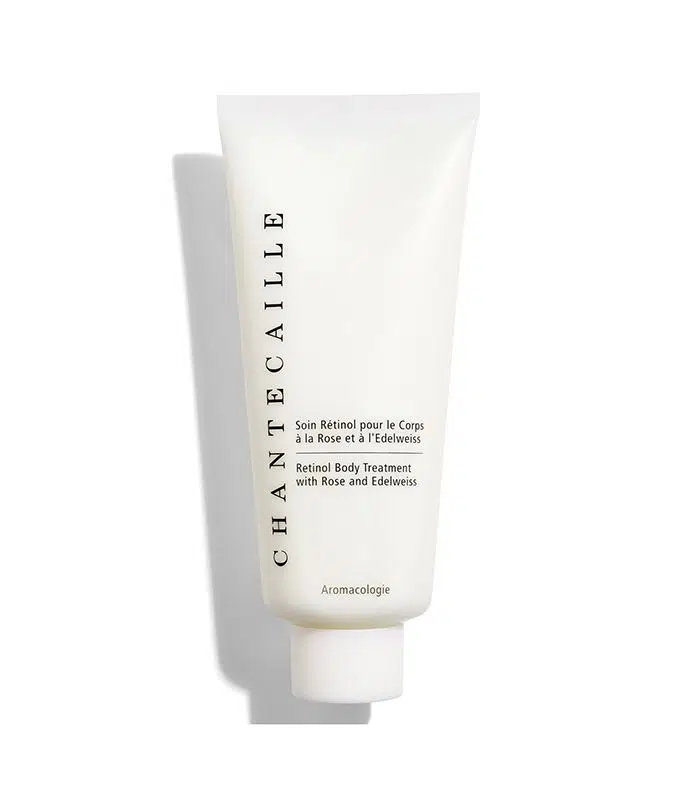 CHANTECAILLE
Soin Rétinol pour le Corps
à la Rose et à l'Edelweiss
Retinol Body Treatment
with Rose and Edelweiss
Aromacologie